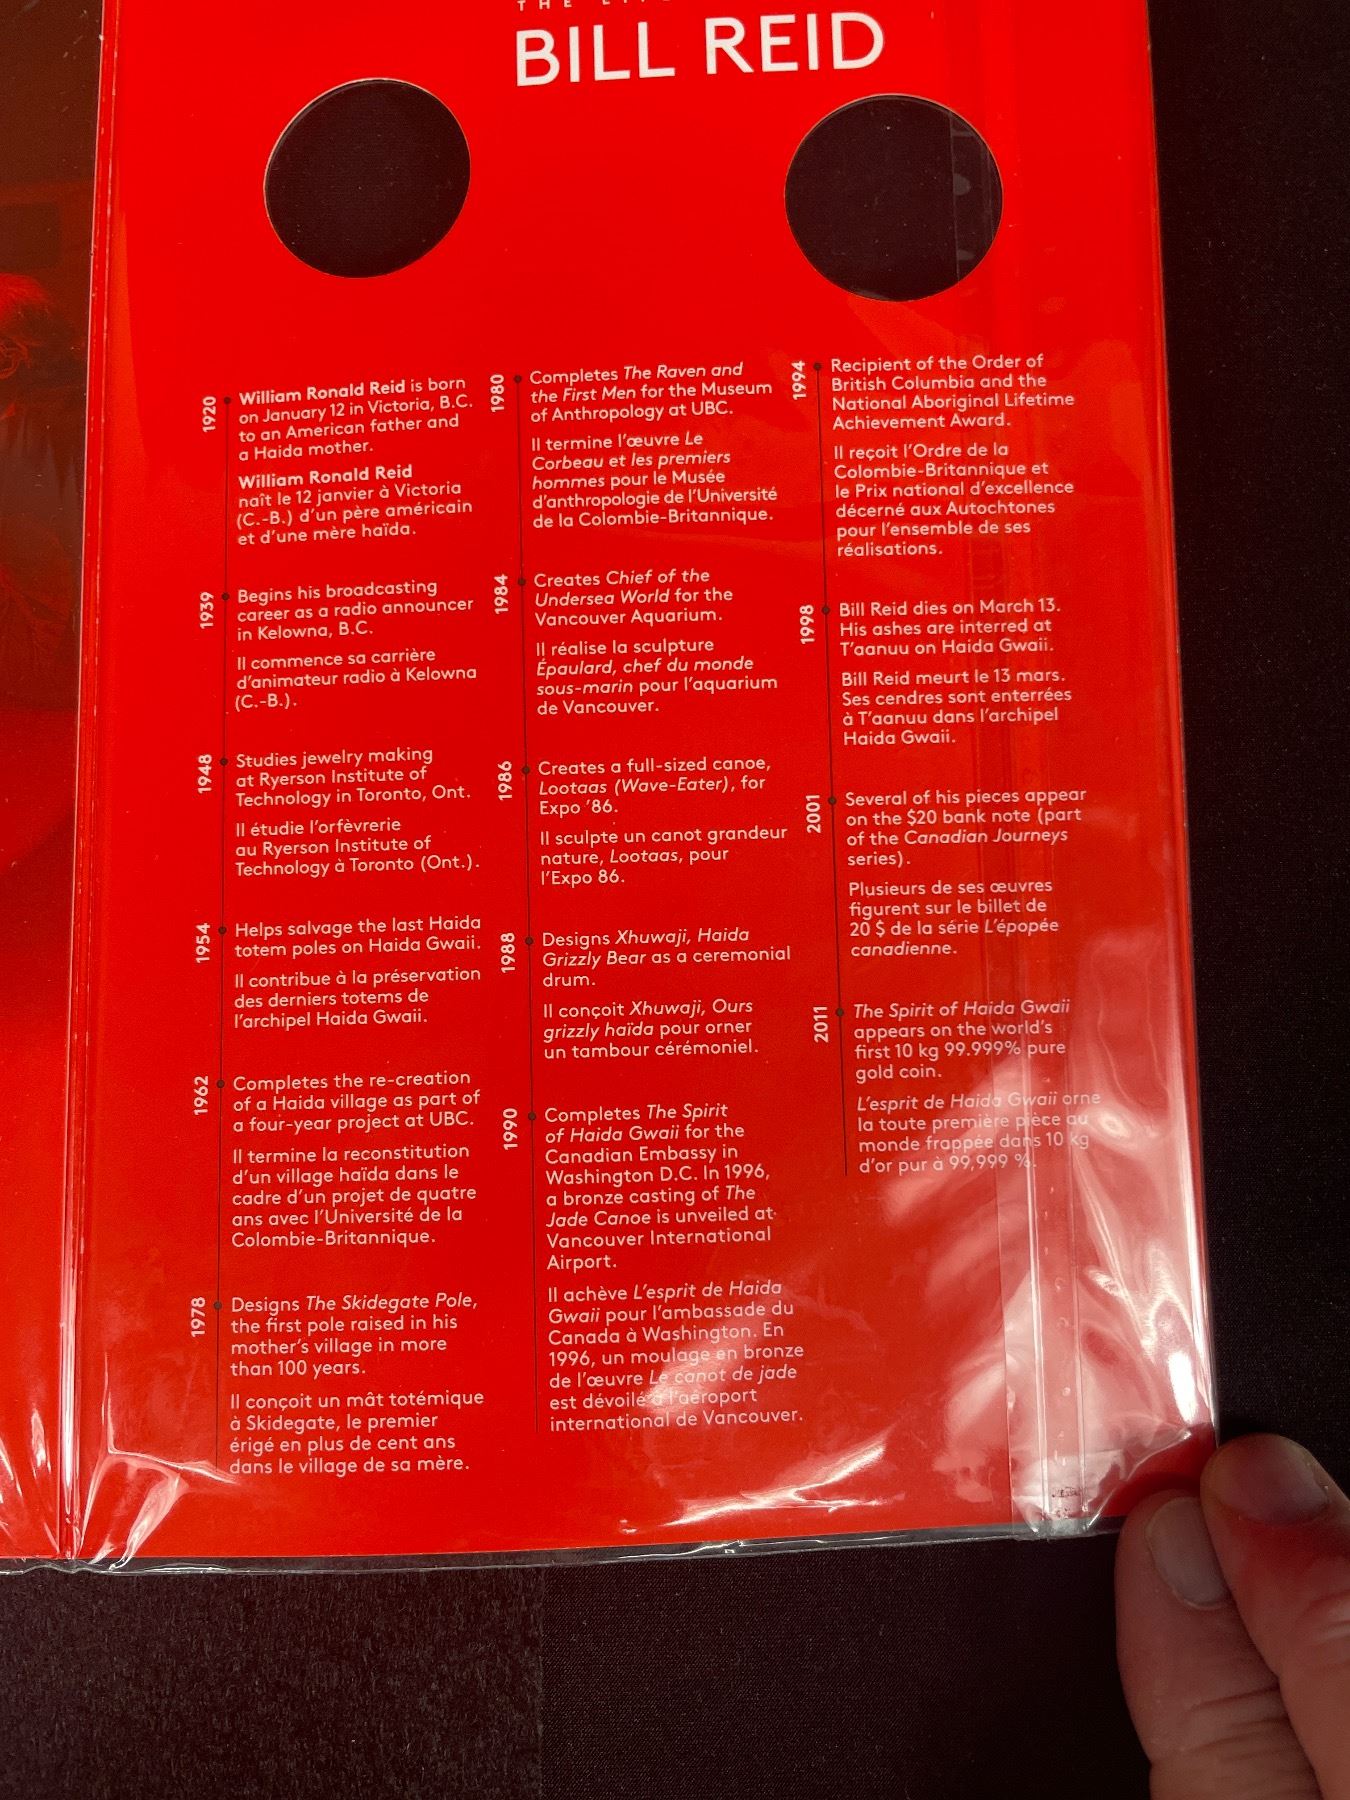 BILL REID
1920
William Ronald Reid is born
on January 12 in Victoria, B.C.
to an American father and
a Haida mother.
William Ronald Reid
naît le 12 janvier à Victoria
(C.-B.) d'un père américain
et d'une mère haïda.
1939
Begins his broadcasting
career as a radio announcer
in Kelowna, B.C.
Il commence sa carrière
d'animateur radio à Kelowna
(C.-B.).
1948
Studies jewelry making
at Ryerson Institute of
Technology in Toronto, Ont.
Il étudie l'orfèvrerie
au Ryerson Institute of
Technology à Toronto (Ont.).
1954
Helps salvage the last Haida
totem poles on Haida Gwaii.
Il contribue à la préservation
des derniers totems de
l'archipel Haida Gwaii.
1962
Completes the re-creation
of a Haida village as part of
a four-year project at UBC.
Il termine la reconstitution
d'un village haïda dans le
cadre d'un projet de quatre
ans avec l'Université de la
Colombie-Britannique.
1978
Designs The Skidegate Pole,
the first pole raised in his
mother's village in more
than 100 years.
Il conçoit un mât totémique
à Skidegate, le premier
érigé en plus de cent ans
dans le village de sa mère.
1980
Completes The Raven and
the First Men for the Museum
of Anthropology at UBC.
Il termine l'œuvre Le
Corbeau et les premiers
hommes pour le Musée
d'anthropologie de l'Université
de la Colombie-Britannique.
1984
Creates Chief of the
Undersea World for the
Vancouver Aquarium.
Il réalise la sculpture
Épaulard, chef du monde
sous-marin pour l'aquarium
de Vancouver.
1986
Creates a full-sized canoe,
Lootaas (Wave-Eater), for
Expo '86.
Il sculpte un canot grandeur
nature, Lootaas, pour
l'Expo 86.
1988
Designs Xhuwaji, Haida
Grizzly Bear as a ceremonial
drum.
Il conçoit Xhuwaji, Ours
grizzly haïda pour orner
un tambour cérémoniel.
1990
Completes The Spirit
of Haida Gwaii for the
Canadian Embassy in
Washington D.C. In 1996,
a bronze casting of The
Jade Canoe is unveiled at
Vancouver International
Airport.
Il achève L'esprit de Haida
Gwaii pour l'ambassade du
Canada à Washington. En
1996, un moulage en bronze
de l'œuvre Le canot de jade
est dévoilé à l'aéroport
international de Vancouver.
1994
Recipient of the Order of
British Columbia and the
National Aboriginal Lifetime
Achievement Award.
Il reçoit l'Ordre de la
Colombie-Britannique et
le Prix national d'excellence
décerné aux Autochtones
pour l'ensemble de ses
réalisations.
1998
Bill Reid dies on March 13.
His ashes are interred at
T'aanuu on Haida Gwaii.
Bill Reid meurt le 13 mars.
Ses cendres sont enterrées
à T'aanuu dans l'archipel
Haida Gwaii.
2001
Several of his pieces appear
on the $20 bank note (part
of the Canadian Journeys
series).
Plusieurs de ses œuvres
figurent sur le billet de
20 $ de la série L'épopée
canadienne.
2011
The Spirit of Haida Gwaii
appears on the world's
first 10 kg 99.999% pure
gold coin.
L'esprit de Haida Gwaii orne
la toute première pièce au
monde frappée dans 10 kg
d'or pur à 99,999 %.